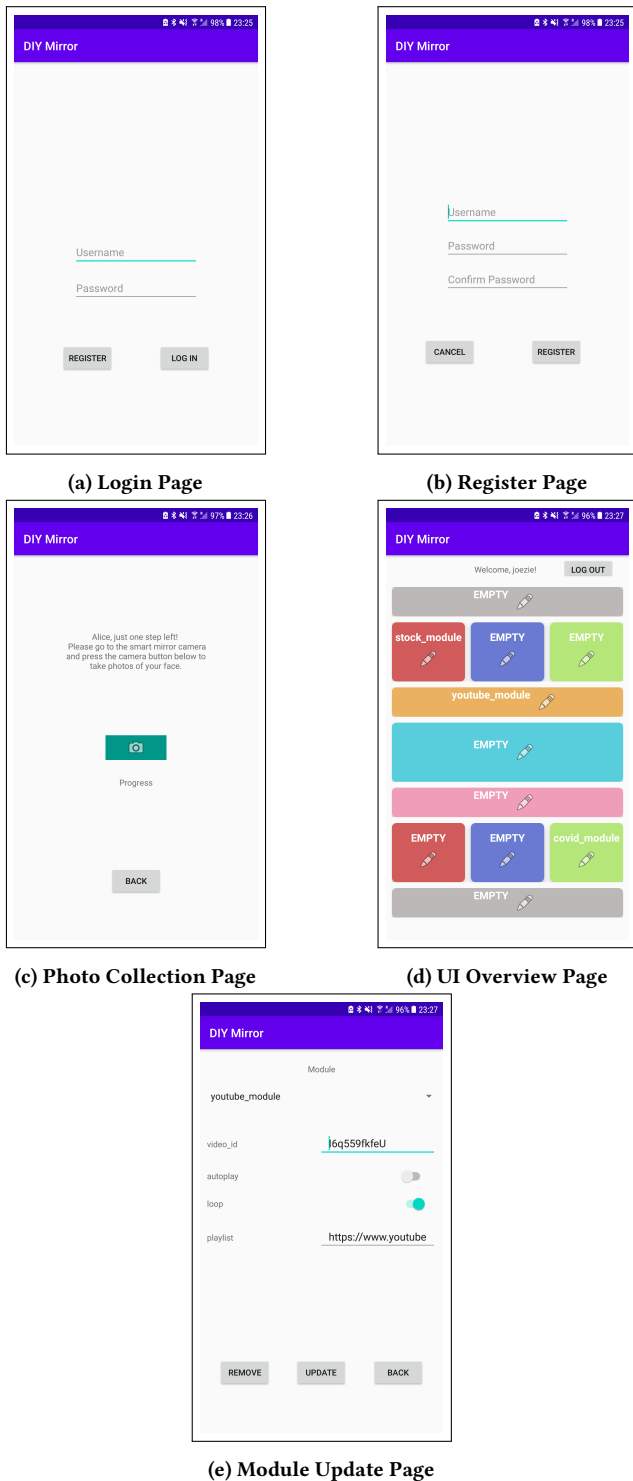 98% 23:25
DIY Mirror
Username
Password
REGISTER LOG IN
(a) Login Page
98% 23:25
DIY Mirror
Username
Password
Confirm Password
CANCEL REGISTER
(b) Register Page
97% 23:26
DIY Mirror
Alice, just one step left!
Please go to the smart mirror camera
and press the camera button below to
take photos of your face.
Progress
BACK
(c) Photo Collection Page
96% 23:27
DIY Mirror
Welcome, joezie! LOG OUT
EMPTY
stock_module EMPTY EMPTY
youtube_module
EMPTY
EMPTY
EMPTY EMPTY covid_module
EMPTY
(d) UI Overview Page
96% 23:27
DIY Mirror
Module
youtube_module
video_id I6q559fkfeU
autoplay
loop
playlist https://www.youtube
REMOVE UPDATE BACK
(e) Module Update Page